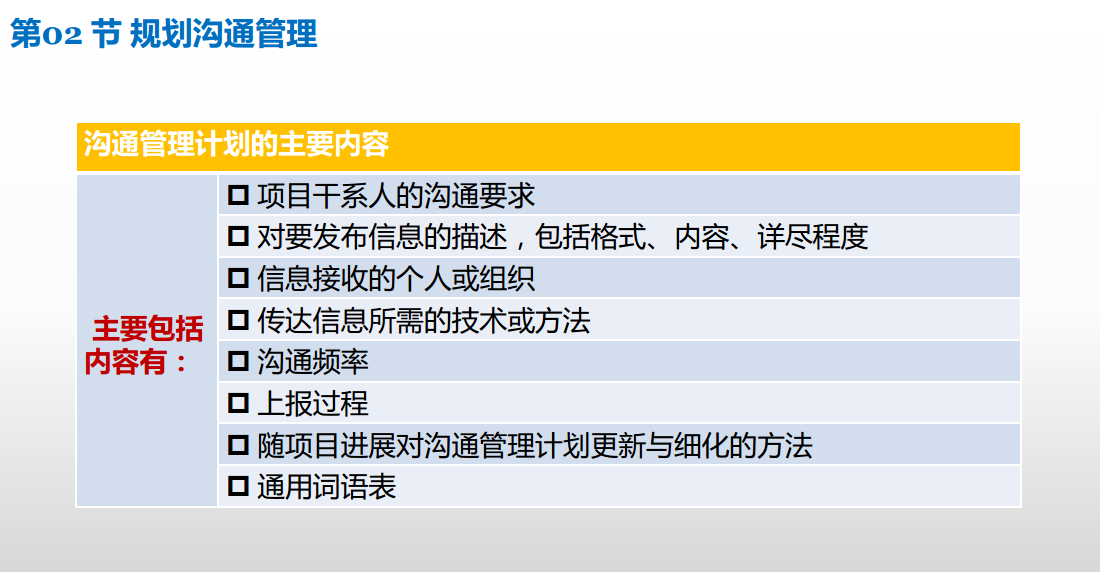 第02 节 规划沟通管理
沟通管理计划的主要内容
主要包括
内容有：
项目干系人的沟通要求
对要发布信息的描述，包括格式、内容、详尽程度
信息接收的个人或组织
传达信息所需的技术或方法
沟通频率
上报过程
随项目进展对沟通管理计划更新与细化的方法
通用词语表